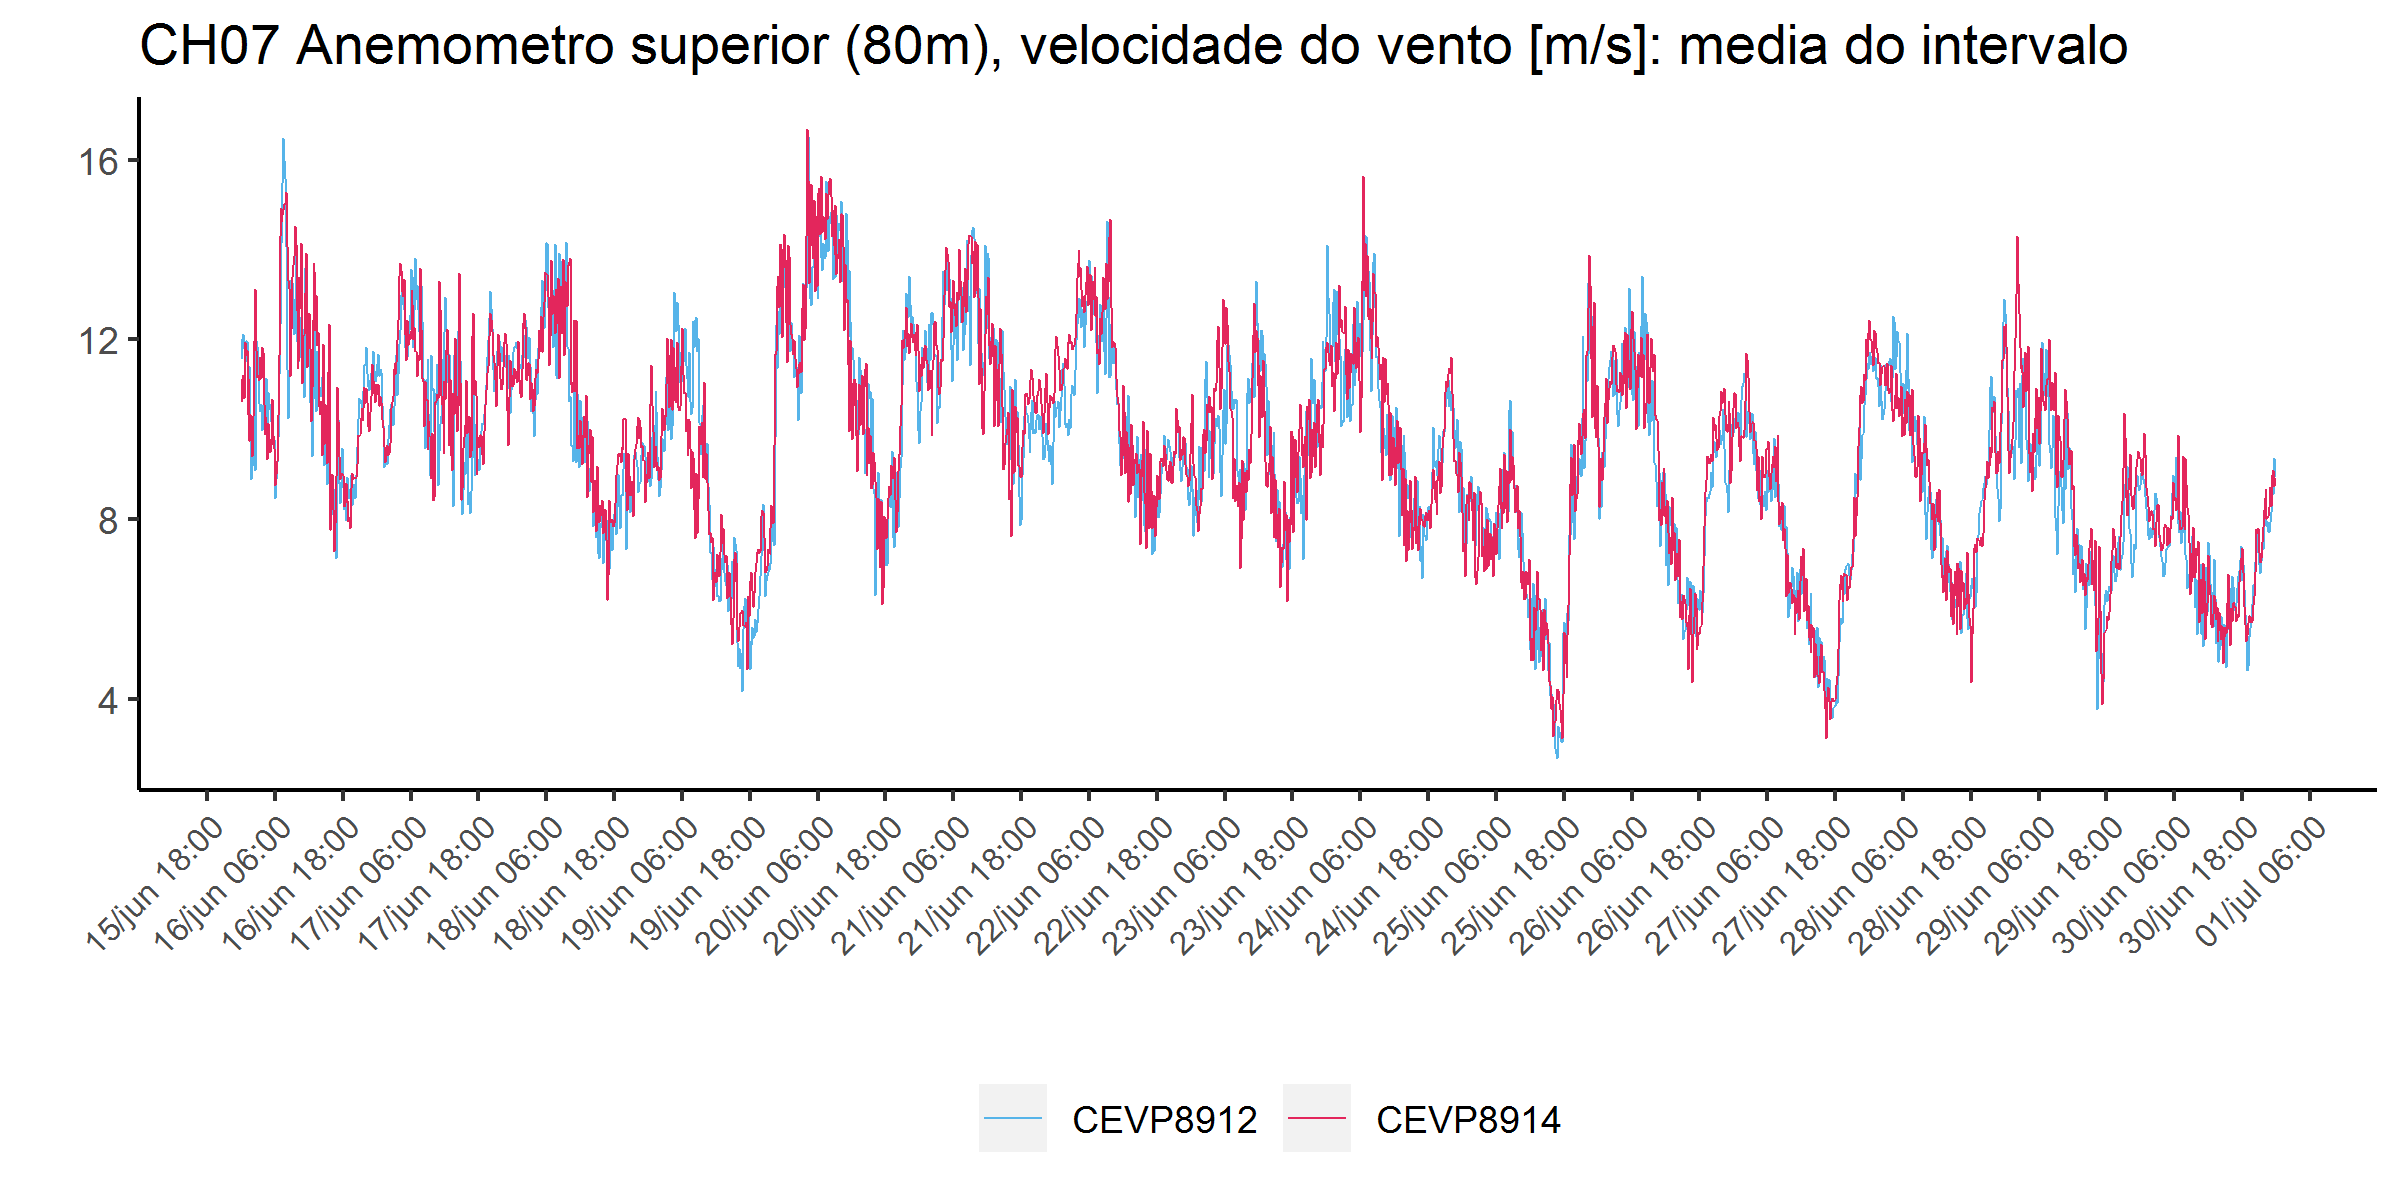 CH07 Anemometro superior (80m), velocidade do vento [m/s]: media do intervalo
16
12
8
4
15/jun 18:00
16/jun 06:00
16/jun 18:00
17/jun 06:00
17/jun 18:00
18/jun 06:00
18/jun 18:00
19/jun 06:00
19/jun 18:00
20/jun 06:00
20/jun 18:00
21/jun 06:00
21/jun 18:00
22/jun 06:00
22/jun 18:00
23/jun 06:00
23/jun 18:00
24/jun 06:00
24/jun 18:00
25/jun 06:00
25/jun 18:00
26/jun 06:00
26/jun 18:00
27/jun 06:00
27/jun 18:00
28/jun 06:00
28/jun 18:00
29/jun 06:00
29/jun 18:00
30/jun 06:00
30/jun 18:00
01/jul 06:00
CEVP8912
CEVP8914